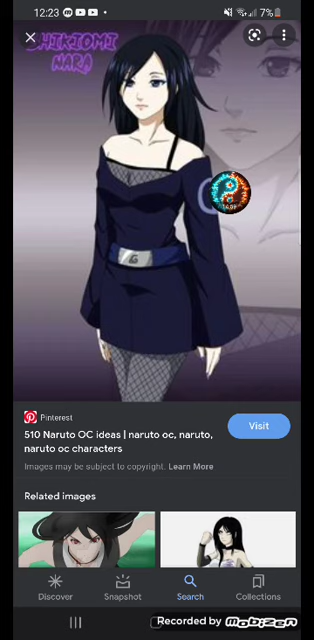 12:23
7%
SHIKIOMI
NARA
Pinterest
510 Naruto OC ideas | naruto oc, naruto,
naruto oc characters
Visit
Images may be subject to copyright. Learn More
Related images
Discover
Snapshot
Search
Collections
Recorded by Mobizen